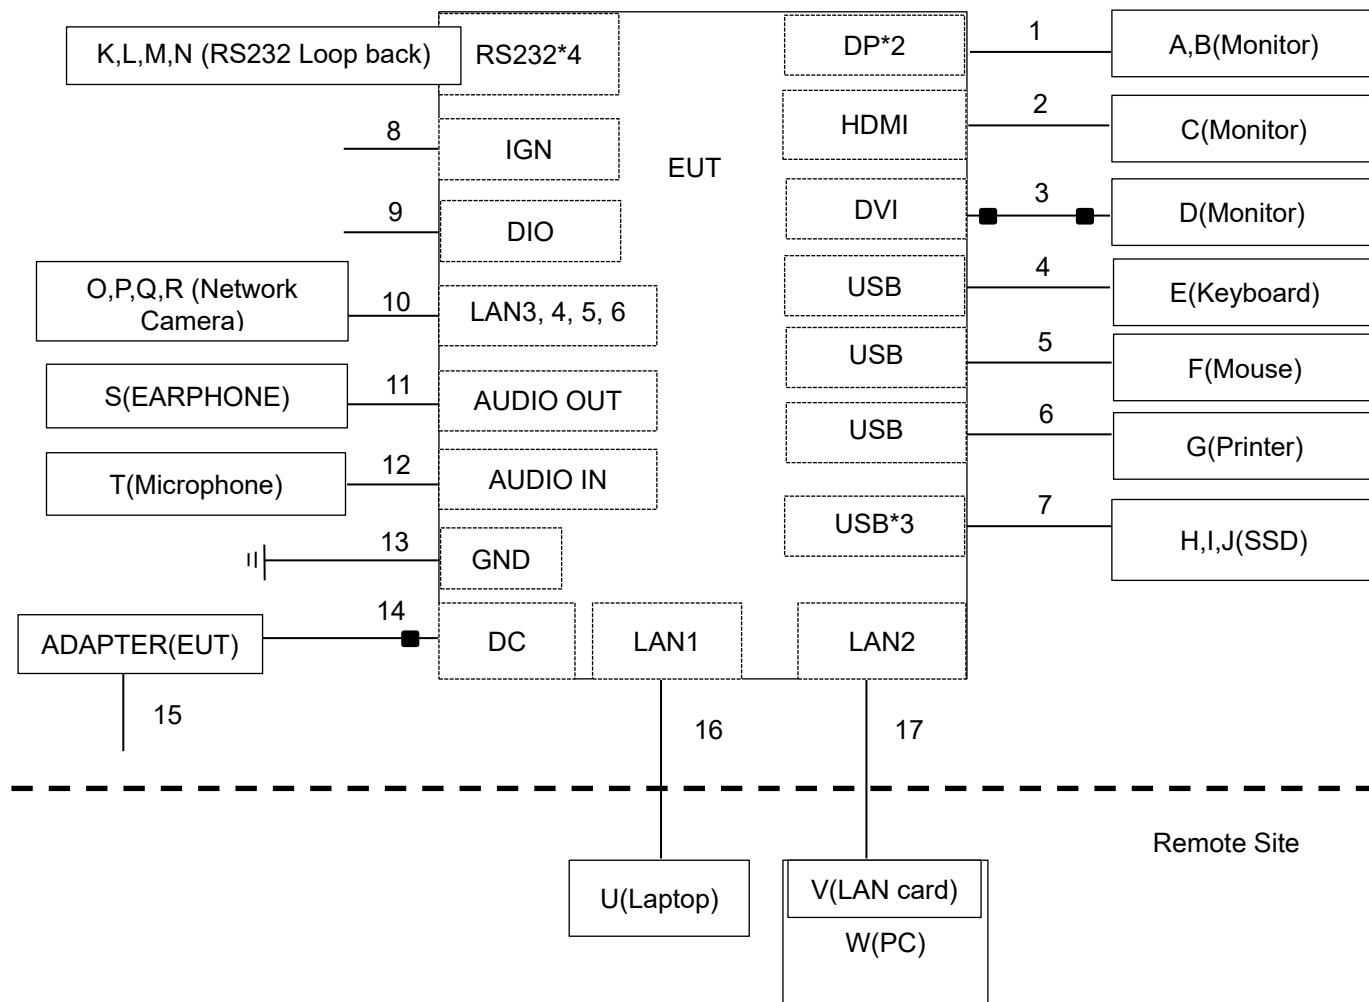 K,L,M,N (RS232 Loop back)
RS232*4
DP*2
1
A,B(Monitor)
8
IGN
EUT
HDMI
2
C(Monitor)
9
DIO
DVI
3
D(Monitor)
O,P,Q,R (Network
Camera)
10
LAN3, 4, 5, 6
USB
4
E(Keyboard)
S(EARPHONE)
11
AUDIO OUT
USB
5
F(Mouse)
T(Microphone)
12
AUDIO IN
USB
6
G(Printer)
13
GND
USB*3
7
H,I,J(SSD)
ADAPTER(EUT)
14
DC
LAN1
LAN2
15
16
17
Remote Site
U(Laptop)
V(LAN card)
W(PC)